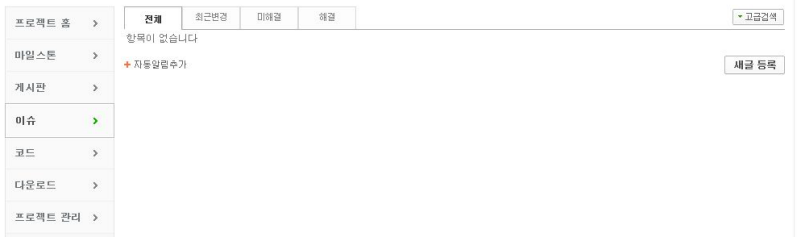 프로젝트 홈
마일스톤
게시판
이슈
코드
다운로드
프로젝트 관리
전체 최근변경 미해결 해결
고급검색
항목이 없습니다
자동알림추가
새글 등록